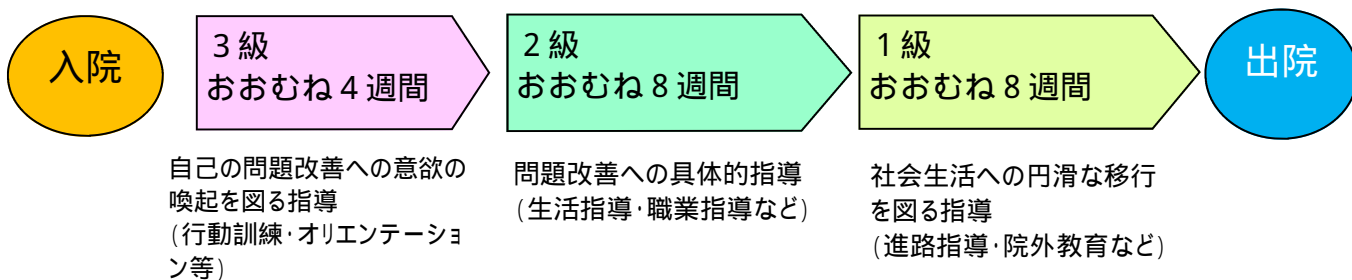 入院
3級
おおむね4週間
2級
おおむね8週間
1級
おおむね8週間
出院
自己の問題改善への意欲の
喚起を図る指導
(行動訓練・オリエンテーショ
ン等)
問題改善への具体的指導
(生活指導・職業指導など)
社会生活への円滑な移行
を図る指導
(進路指導・院外教育など)